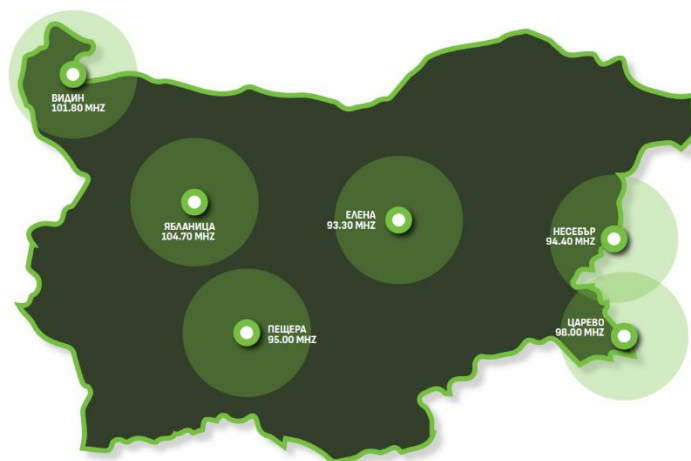 ВИДИН
101.80 MHZ
ЯБЛАНИЦА
104.70 MHZ
ЕЛЕНА
93.30 MHZ
НЕСЕБЪР
94.40 MHZ
ПЕЩЕРА
95.00 MHZ
ЦАРЕВО
98.00 MHZ